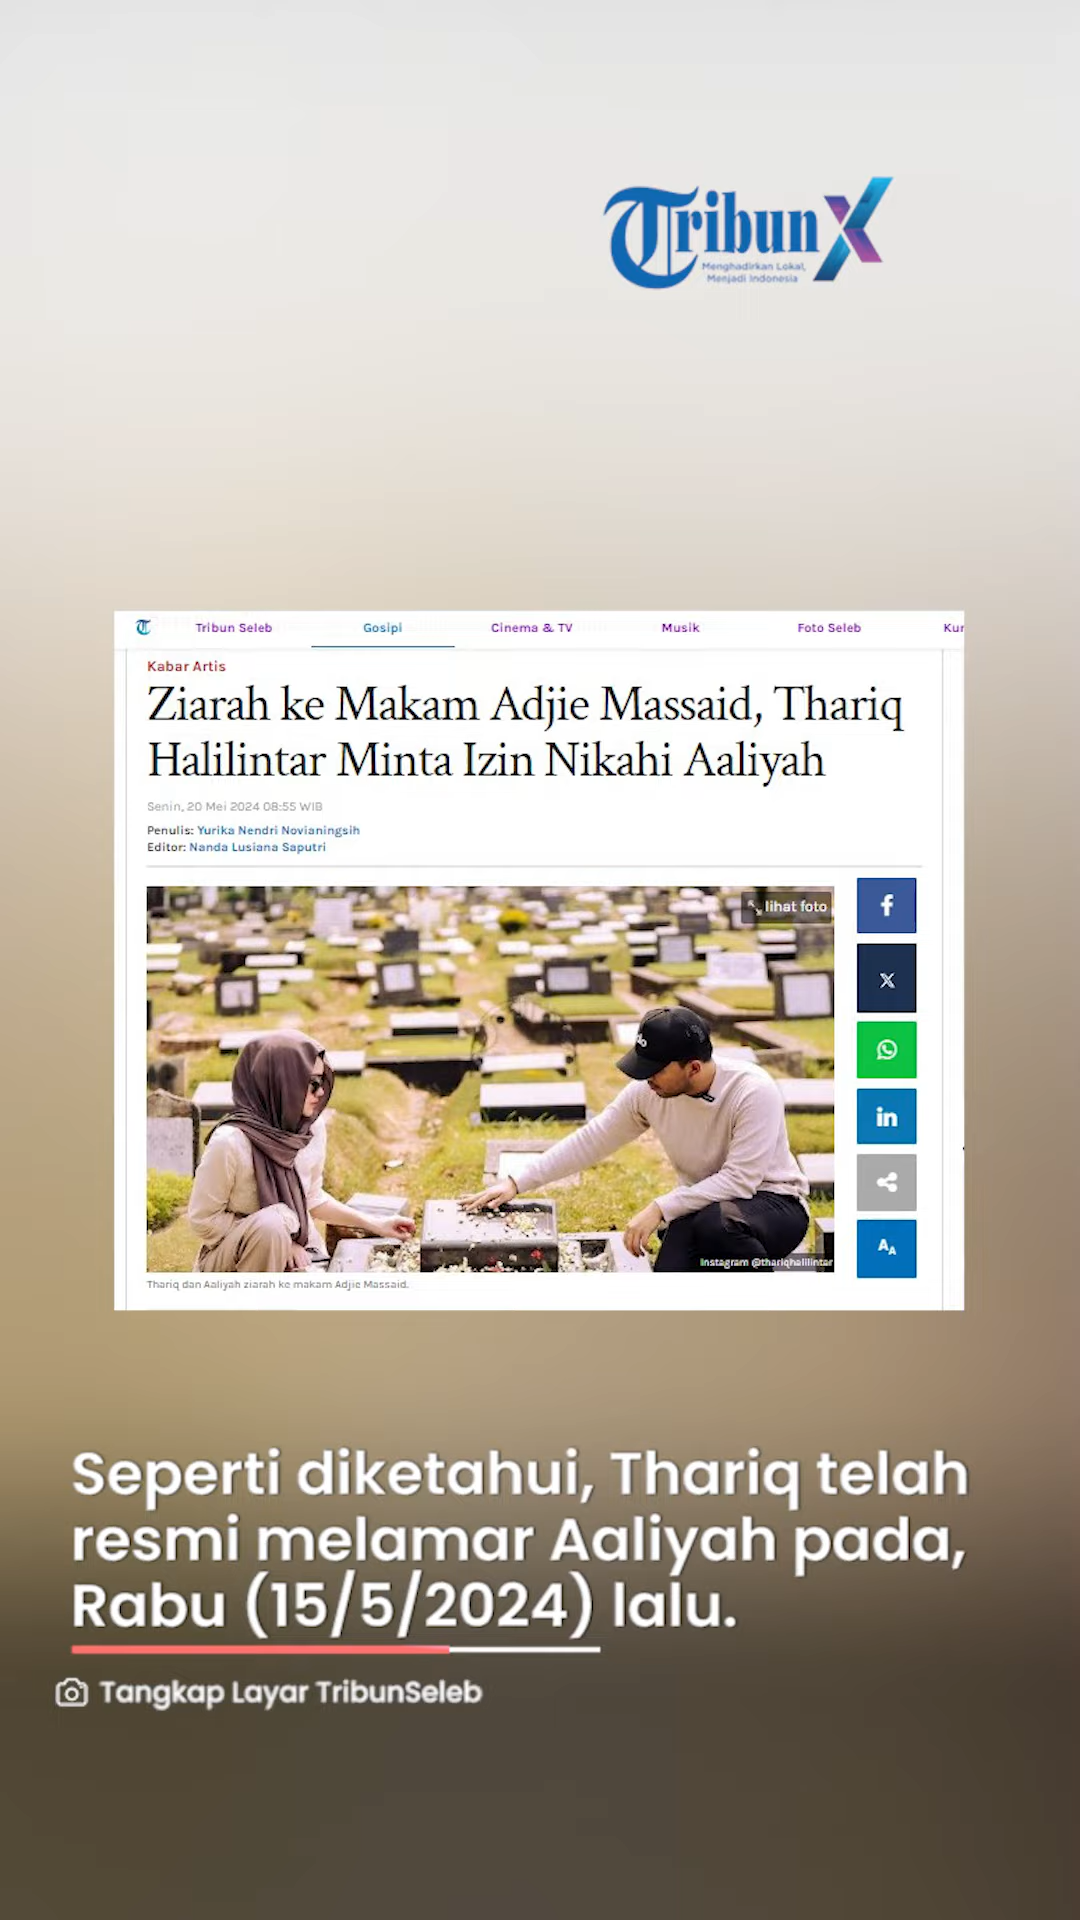 Tribun X
Menghadirkan Lokal,
Menjadi Indonesia
Tribun Seleb Gosipi Cinema & TV Musik Foto Seleb Kur
Kabar Artis
Ziarah ke Makam Adjie Massaid, Thariq
Halilintar Minta Izin Nikahi Aaliyah
Senin, 20 Mei 2024 08:55 WIB
Penulis: Yurika Nendri Novianingsih
Editor: Nanda Lusiana Saputri
lihat foto
Instagram @thariqhalilintar
Thariq dan Aaliyah ziarah ke makam Adjie Massaid.
Seperti diketahui, Thariq telah
resmi melamar Aaliyah pada,
Rabu (15/5/2024) lalu.
Tangkap Layar TribunSeleb